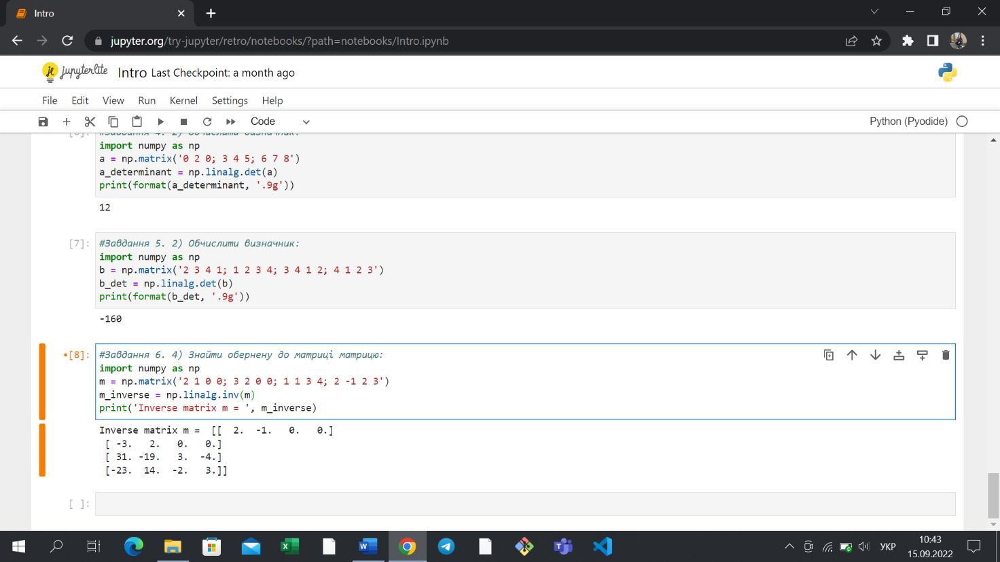 Intro
jupyter.org/try-jupyter/retro/notebooks/?path=notebooks/Intro.ipynb
jupyterlite Intro Last Checkpoint: a month ago
File Edit View Run Kernel Settings Help
Code Python (Pyodide)
#Завдання 4. 2) Обчислити визначник:
import numpy as np
a = np.matrix('0 2 0; 3 4 5; 6 7 8')
a_determinant = np.linalg.det(a)
print(format(a_determinant, '.9g'))
12
[7]: #Завдання 5. 2) Обчислити визначник:
import numpy as np
b = np.matrix('2 3 4 1; 1 2 3 4; 3 4 1 2; 4 1 2 3')
b_det = np.linalg.det(b)
print(format(b_det, '.9g'))
-160
•[8]: #Завдання 6. 4) Знайти обернену до матриці матрицю:
import numpy as np
m = np.matrix('2 1 0 0; 3 2 0 0; 1 1 3 4; 2 -1 2 3')
m_inverse = np.linalg.inv(m)
print('Inverse matrix m = ', m_inverse)
Inverse matrix m =  [[  2.  -1.   0.   0.]
[ -3.   2.   0.   0.]
[ 31. -19.   3.  -4.]
[-23.  14.  -2.   3.]]
[ ]:
УКР
10:43
15.09.2022